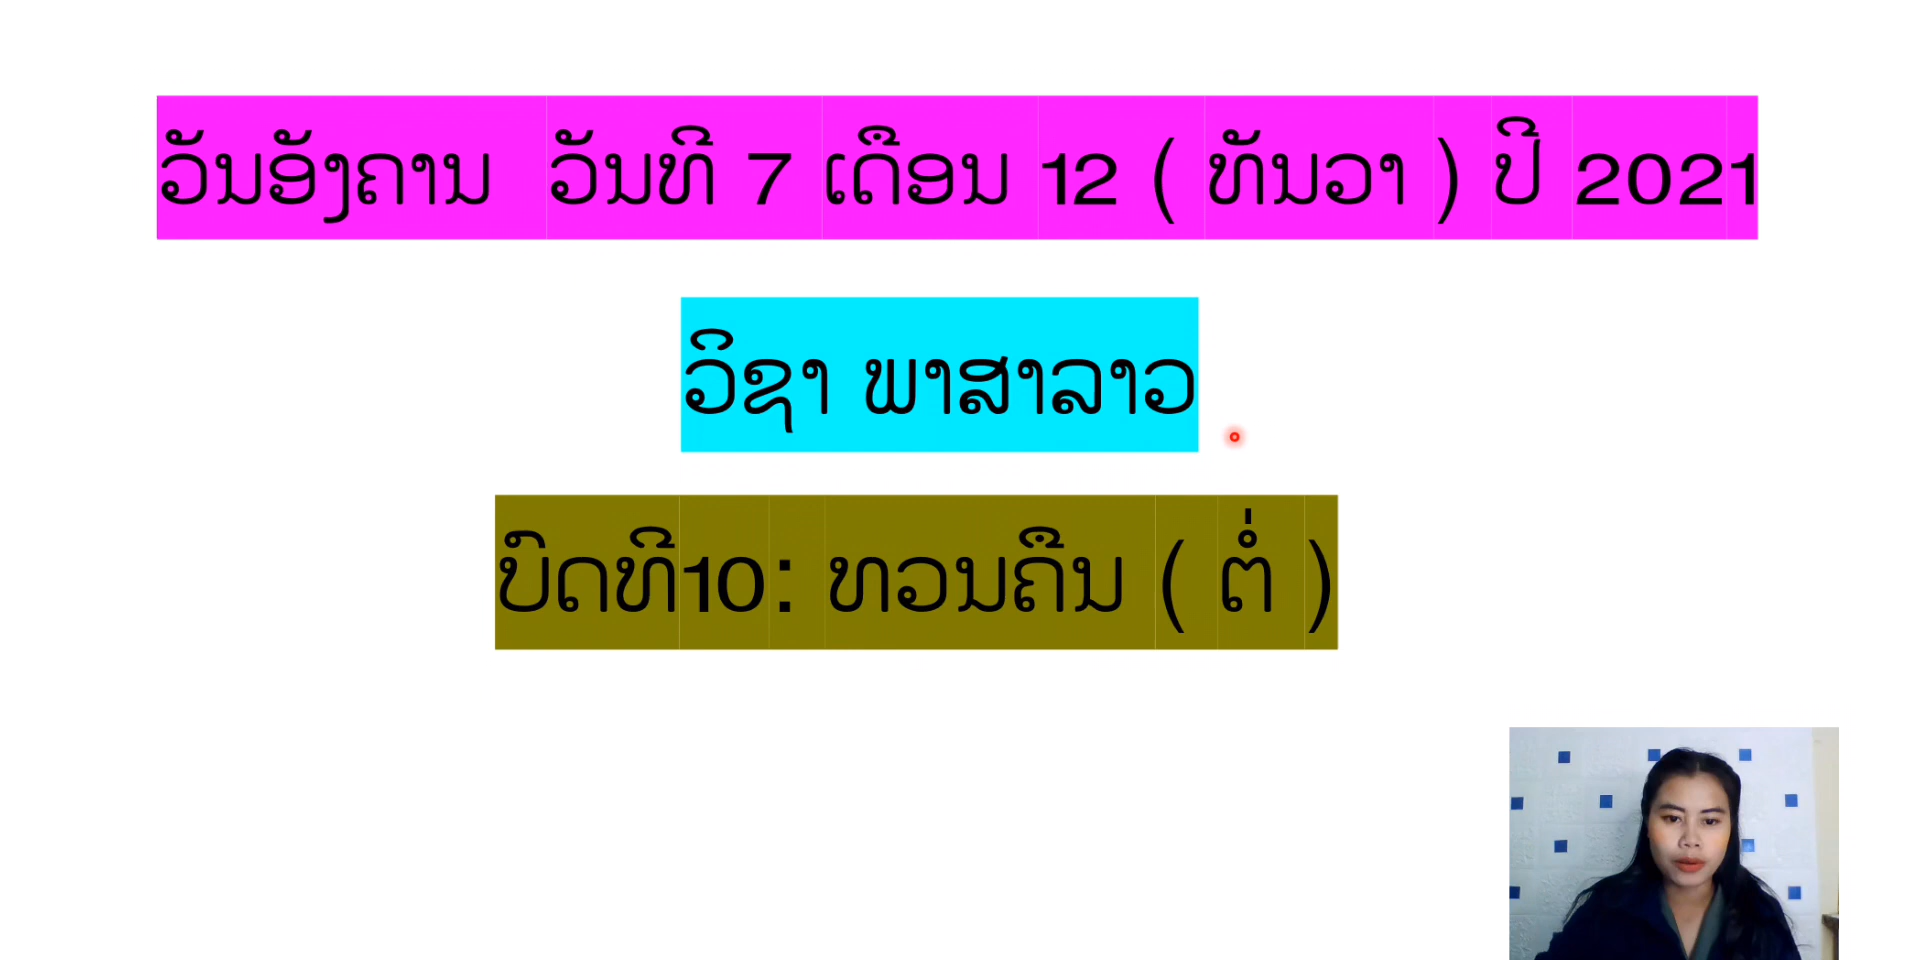 ວັນອັງຄານ ວັນທີ 7 ເດືອນ 12 ( ທັນວາ ) ປີ 2021
ວິຊາ ພາສາລາວ
ບົດທີ10: ທວນຄືນ ( ຕໍ່ )